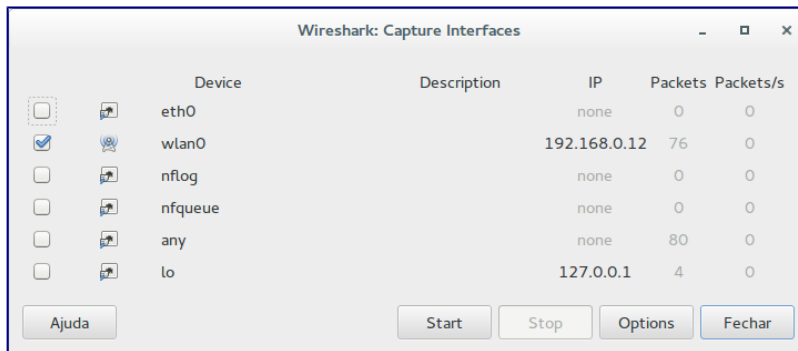 Wireshark: Capture Interfaces
Device Description IP Packets Packets/s
eth0 none 0 0
wlan0 192.168.0.12 76 0
nflog none 0 0
nfqueue none 0 0
any none 80 0
lo 127.0.0.1 4 0
Ajuda Start Stop Options Fechar